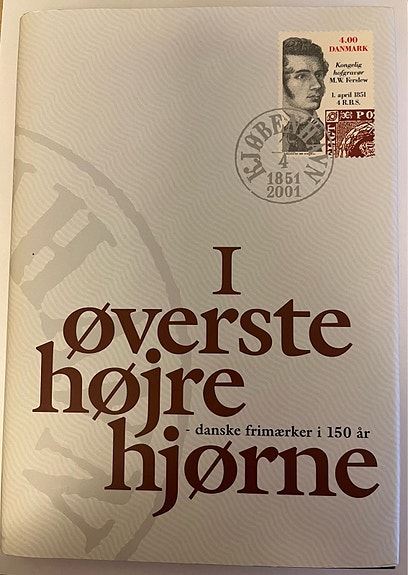 4.00
DANMARK
Kongelig
hofgravør
M.W. Ferslew
1. april 1851
4 R.B.S.
KJØBENHAVN
4
1851
2001
I
øverste
højre
- danske frimærker i 150 år
hjørne